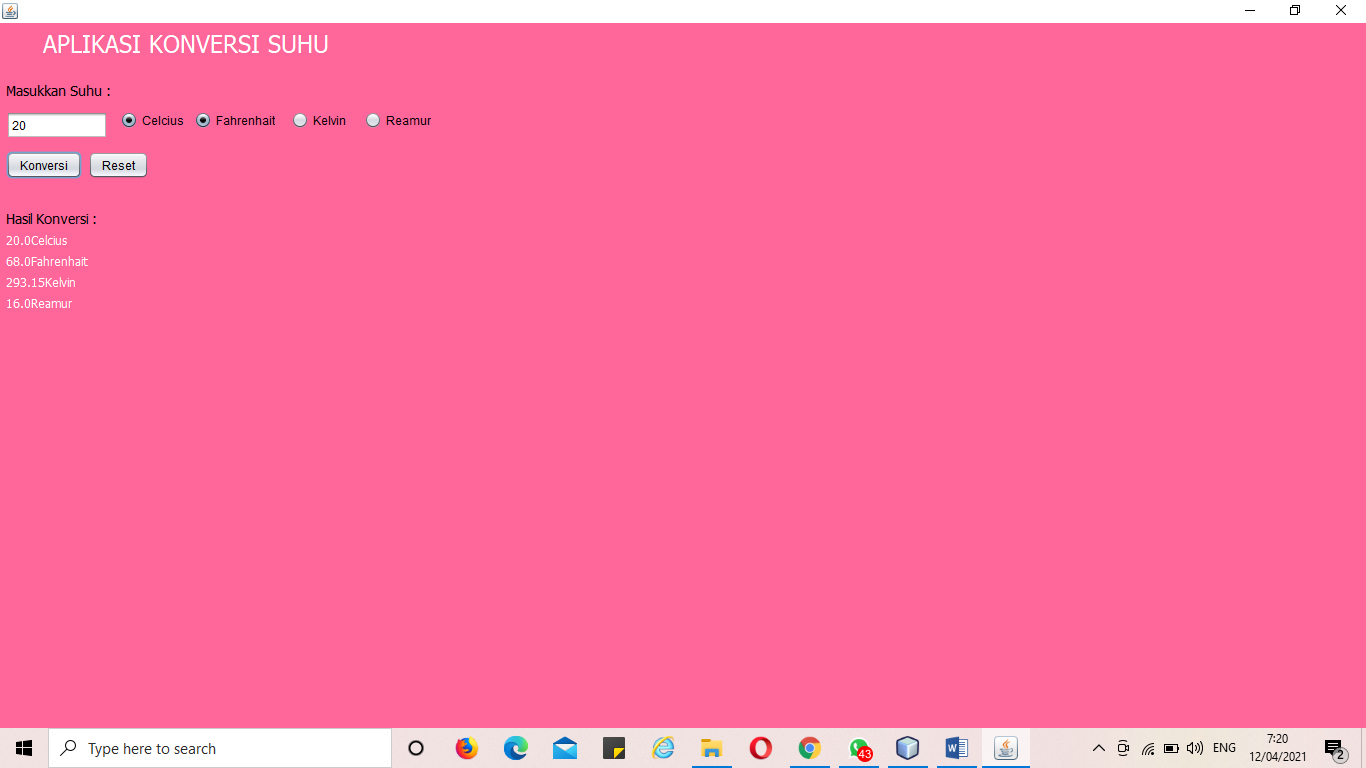 APLIKASI KONVERSI SUHU
Masukkan Suhu :
20 Celcius Fahrenhait Kelvin Reamur
Konversi Reset
Hasil Konversi :
20.0Celcius
68.0Fahrenhait
293.15Kelvin
16.0Reamur
Type here to search 43 ENG 7:20 2
12/04/2021